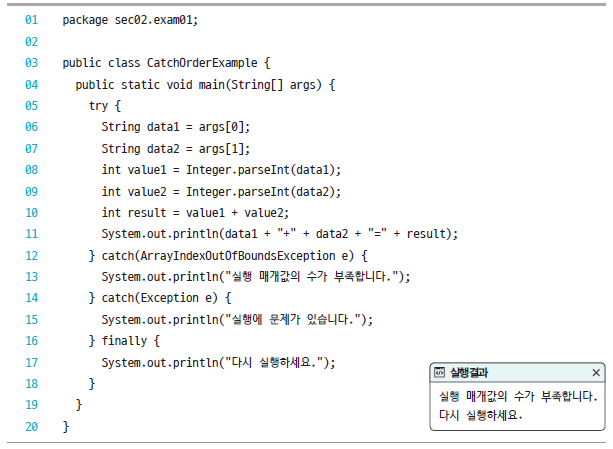 01 package sec02.exam01;
02
03 public class CatchOrderExample {
04 public static void main(String[] args) {
05 try {
06 String data1 = args[0];
07 String data2 = args[1];
08 int value1 = Integer.parseInt(data1);
09 int value2 = Integer.parseInt(data2);
10 int result = value1 + value2;
11 System.out.println(data1 + "+" + data2 + "=" + result);
12 } catch(ArrayIndexOutOfBoundsException e) {
13 System.out.println("실행 매개값의 수가 부족합니다.");
14 } catch(Exception e) {
15 System.out.println("실행에 문제가 있습니다.");
16 } finally {
17 System.out.println("다시 실행하세요.");
18 }
19 }
20 }
실행결과
실행 매개값의 수가 부족합니다.
다시 실행하세요.